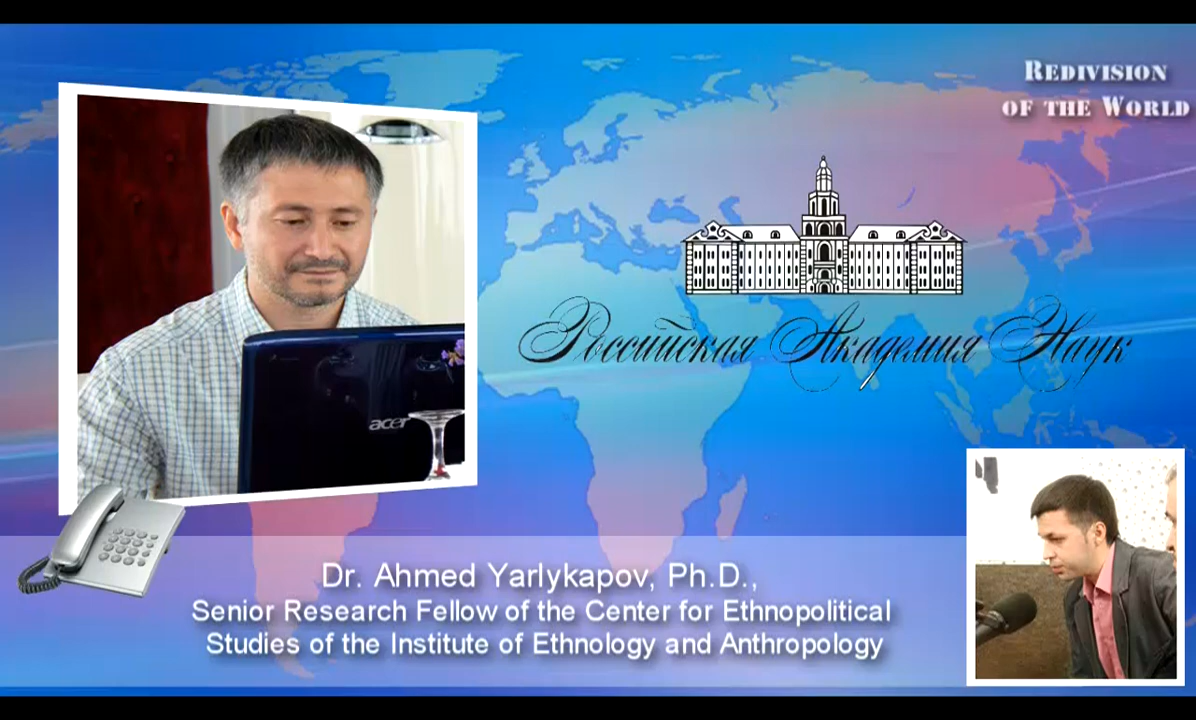 Redivision
of the World
Российская Академия Наук
acer
Dr. Ahmed Yarlykapov, Ph.D.,
Senior Research Fellow of the Center for Ethnopolitical
Studies of the Institute of Ethnology and Anthropology